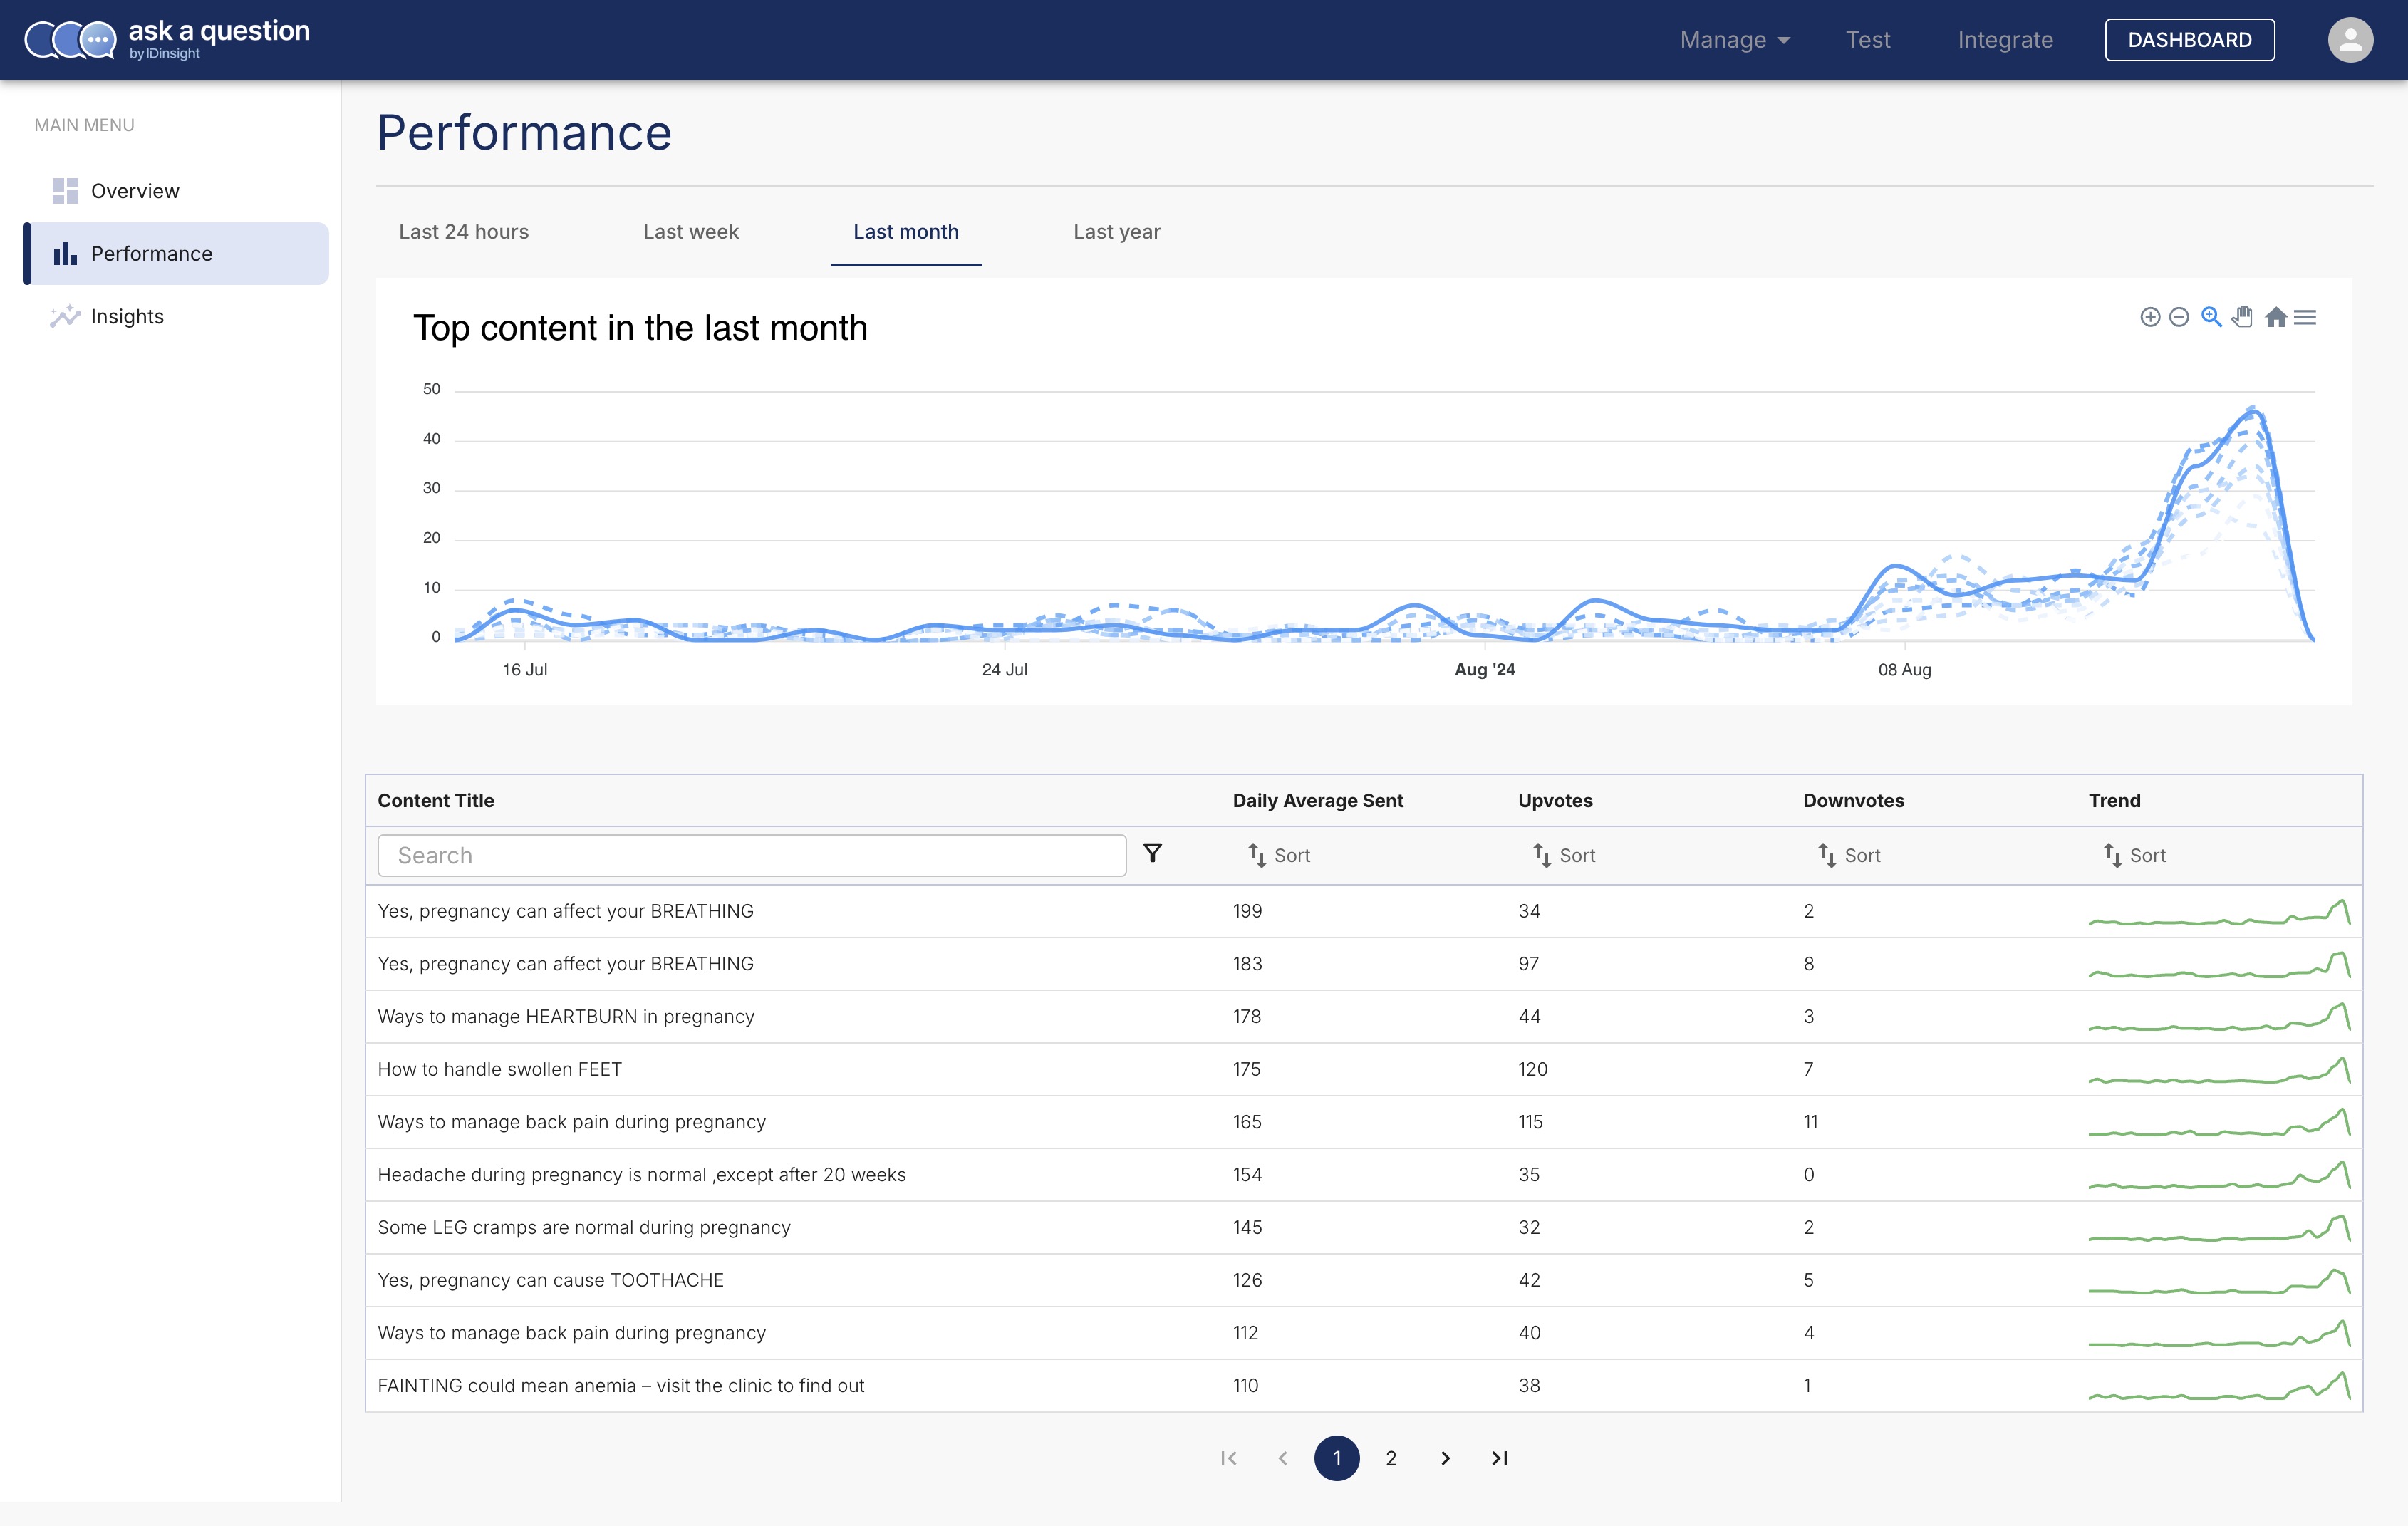 ask a question
by IDinsight
Manage
Test
Integrate
DASHBOARD
MAIN MENU
Overview
Performance
Insights
Performance
Last 24 hours
Last week
Last month
Last year
Top content in the last month
50
40
30
20
10
0
16 Jul
24 Jul
Aug '24
08 Aug
Content Title Daily Average Sent Upvotes Downvotes Trend
Search Sort Sort Sort Sort
Yes, pregnancy can affect your BREATHING 199 34 2
Yes, pregnancy can affect your BREATHING 183 97 8
Ways to manage HEARTBURN in pregnancy 178 44 3
How to handle swollen FEET 175 120 7
Ways to manage back pain during pregnancy 165 115 11
Headache during pregnancy is normal ,except after 20 weeks 154 35 0
Some LEG cramps are normal during pregnancy 145 32 2
Yes, pregnancy can cause TOOTHACHE 126 42 5
Ways to manage back pain during pregnancy 112 40 4
FAINTING could mean anemia – visit the clinic to find out 110 38 1
1 2